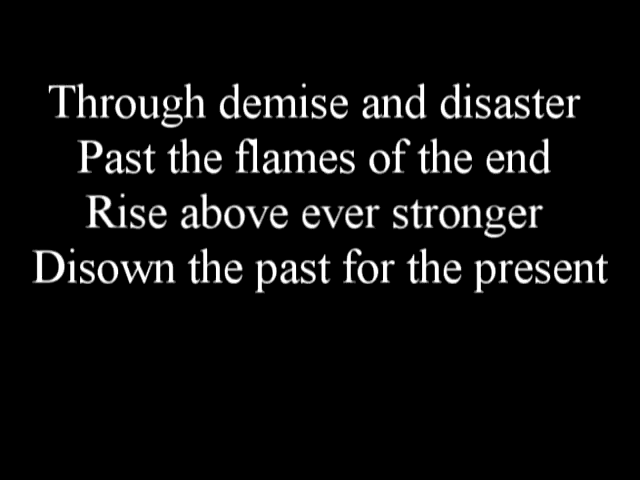 Through demise and disaster
Past the flames of the end
Rise above ever stronger
Disown the past for the present